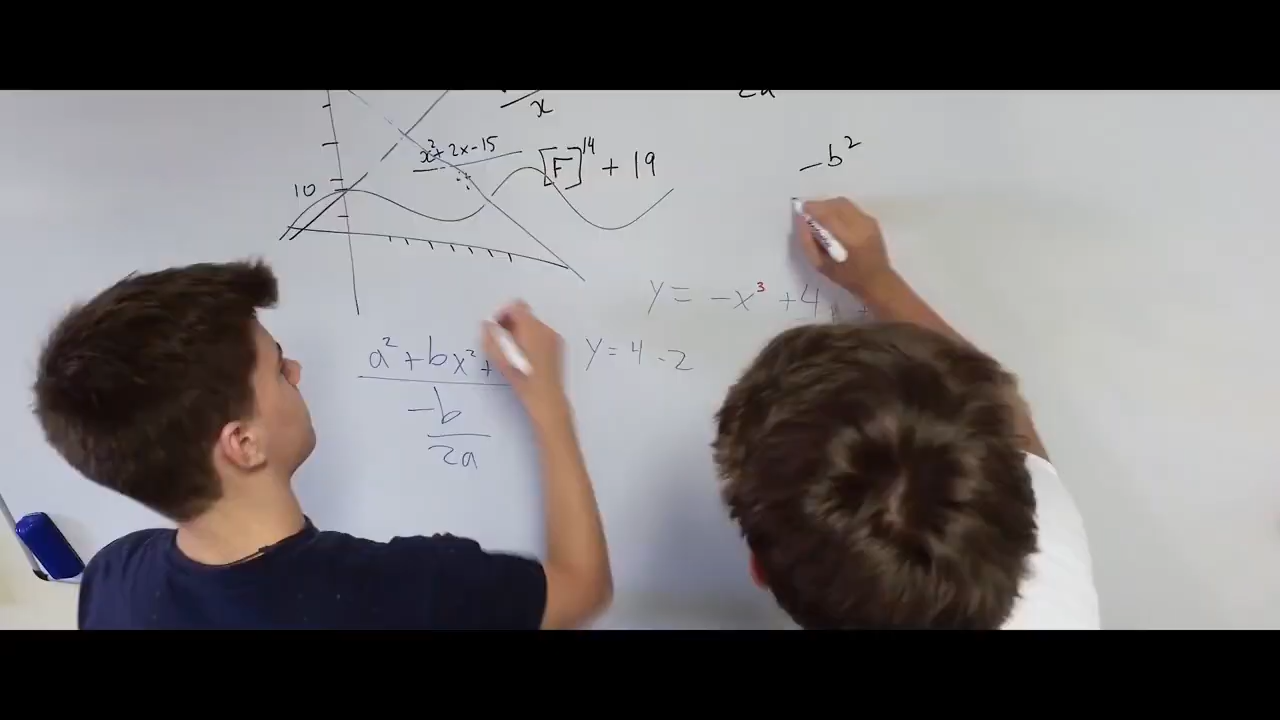 x
2a
x²+2x-15
[F]¹⁴ + 19
-b²
10
y = -x³ +4
a²+bx²+
y = 4 - 2
-b
2a